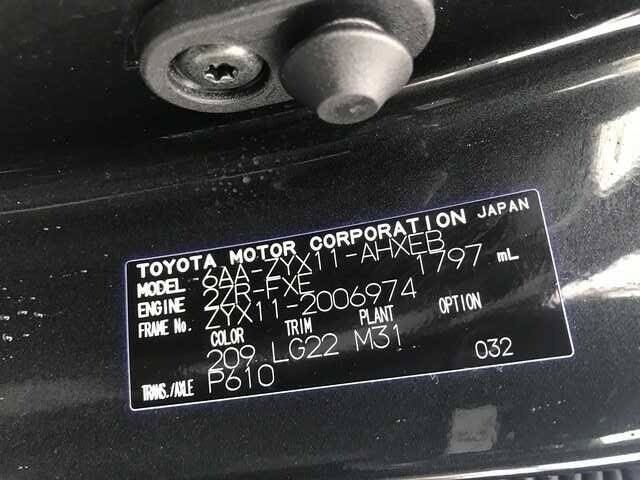 TOYOTA MOTOR CORPORATION JAPAN
MODEL 6AA-ZYX11-AHXEB
ENGINE 2ZR-FXE 1797 mL
FRAME No. ZYX11-2006974
COLOR TRIM PLANT OPTION
209 LG22 M31
TRANS./AXLE P610 032